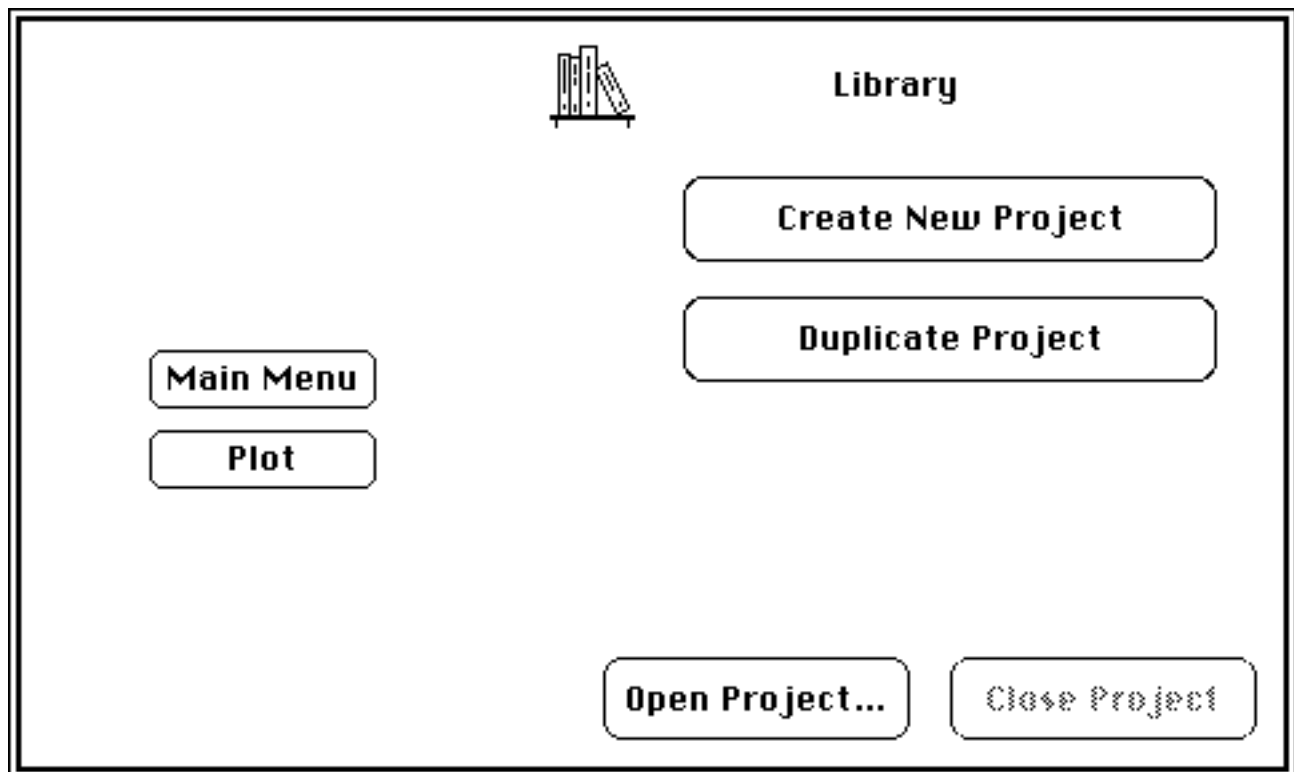 Library
Create New Project
Duplicate Project
Main Menu
Plot
Open Project...
Close Project